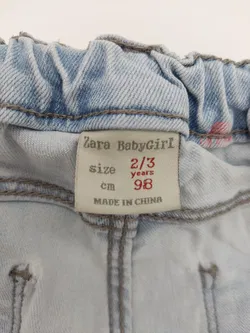 Zara BabyGirl
size 2/3
years
cm 98
MADE IN CHINA